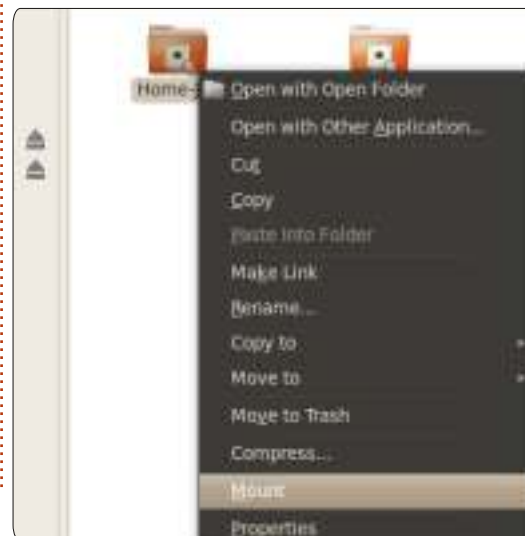 Home-
Open with Open Folder
Open with Other Application...
Cut
Copy
Paste Into Folder
Make Link
Rename...
Copy to
Move to
Move to Trash
Compress...
Mount
Properties